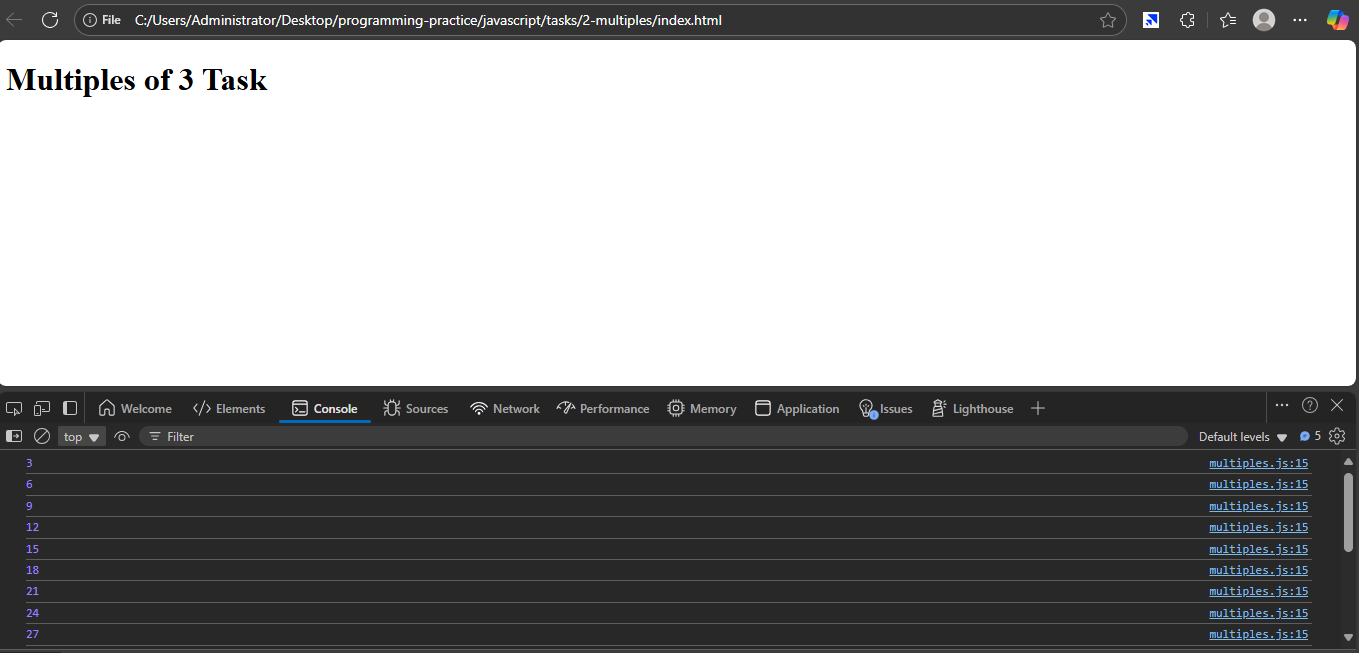 File C:/Users/Administrator/Desktop/programming-practice/javascript/tasks/2-multiples/index.html
Multiples of 3 Task
Welcome Elements Console Sources Network Performance Memory Application Issues Lighthouse
top Filter Default levels 5
3 multiples.js:15
6 multiples.js:15
9 multiples.js:15
12 multiples.js:15
15 multiples.js:15
18 multiples.js:15
21 multiples.js:15
24 multiples.js:15
27 multiples.js:15